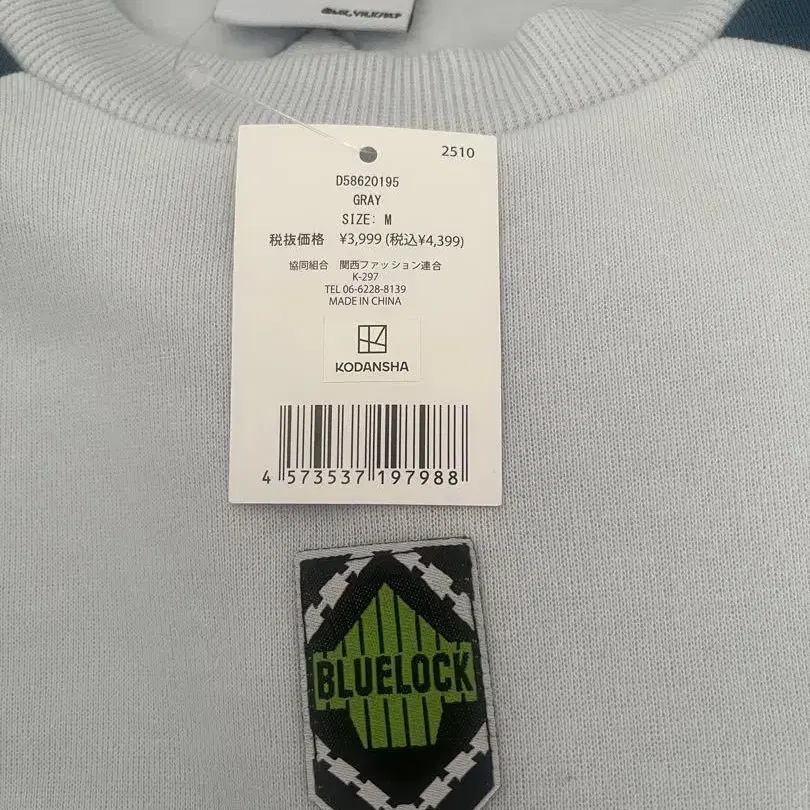 2510
D58620195
GRAY
SIZE: M
税抜価格 ¥3,999 (税込¥4,399)
協同組合 関西ファッション連合
K-297
TEL 06-6228-8139
MADE IN CHINA
KODANSHA
4 573537 197988
BLUELOCK